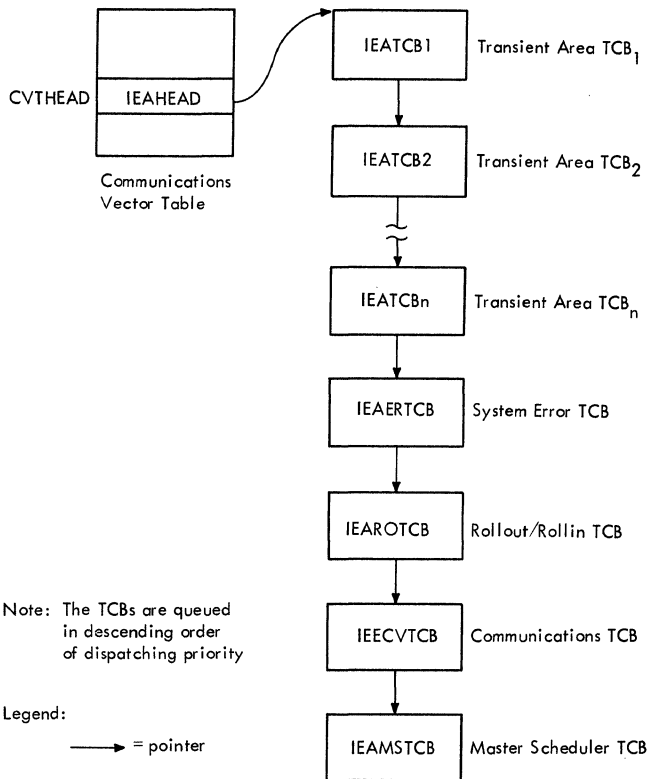 CVTHEAD
IEAHEAD
Communications
Vector Table
IEATCB1
Transient Area TCB1
IEATCB2
Transient Area TCB2
IEATCBn
Transient Area TCBn
IEAERTCB
System Error TCB
IEAROTCB
Rollout/Rollin TCB
IEECVTCB
Communications TCB
IEAMSTCB
Master Scheduler TCB
Note: The TCBs are queued
in descending order
of dispatching priority
Legend:
= pointer